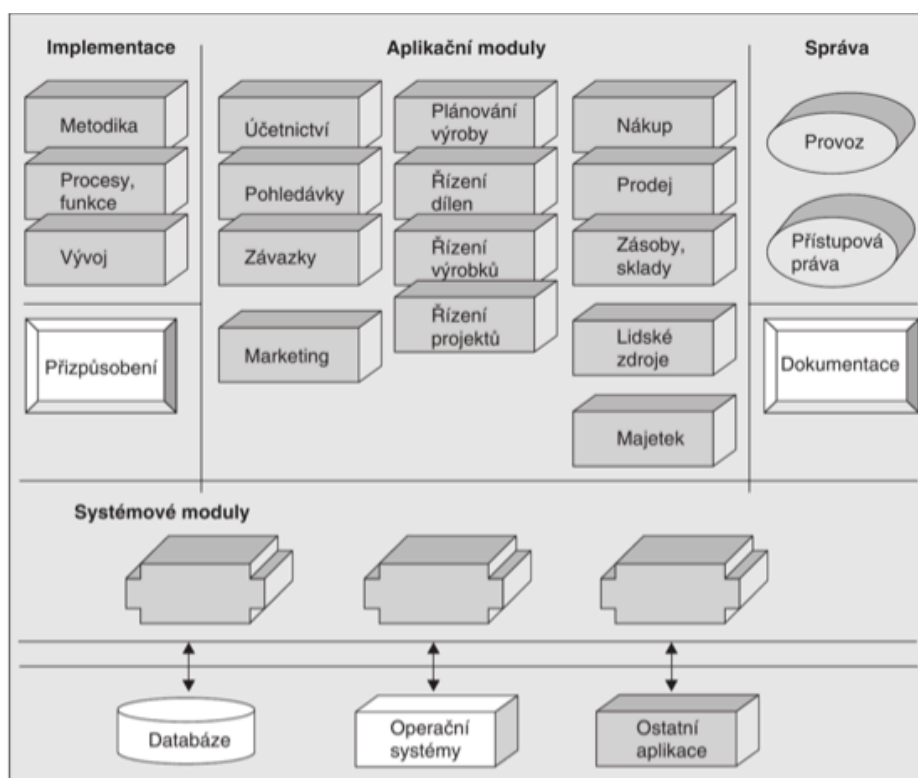 Implementace
Metodika
Procesy,
funkce
Vývoj
Přizpůsobení
Aplikační moduly
Účetnictví
Pohledávky
Závazky
Marketing
Plánování
výroby
Řízení
dílen
Řízení
výrobků
Řízení
projektů
Nákup
Prodej
Zásoby,
sklady
Lidské
zdroje
Majetek
Správa
Provoz
Přístupová
práva
Dokumentace
Systémové moduly
Databáze
Operační
systémy
Ostatní
aplikace